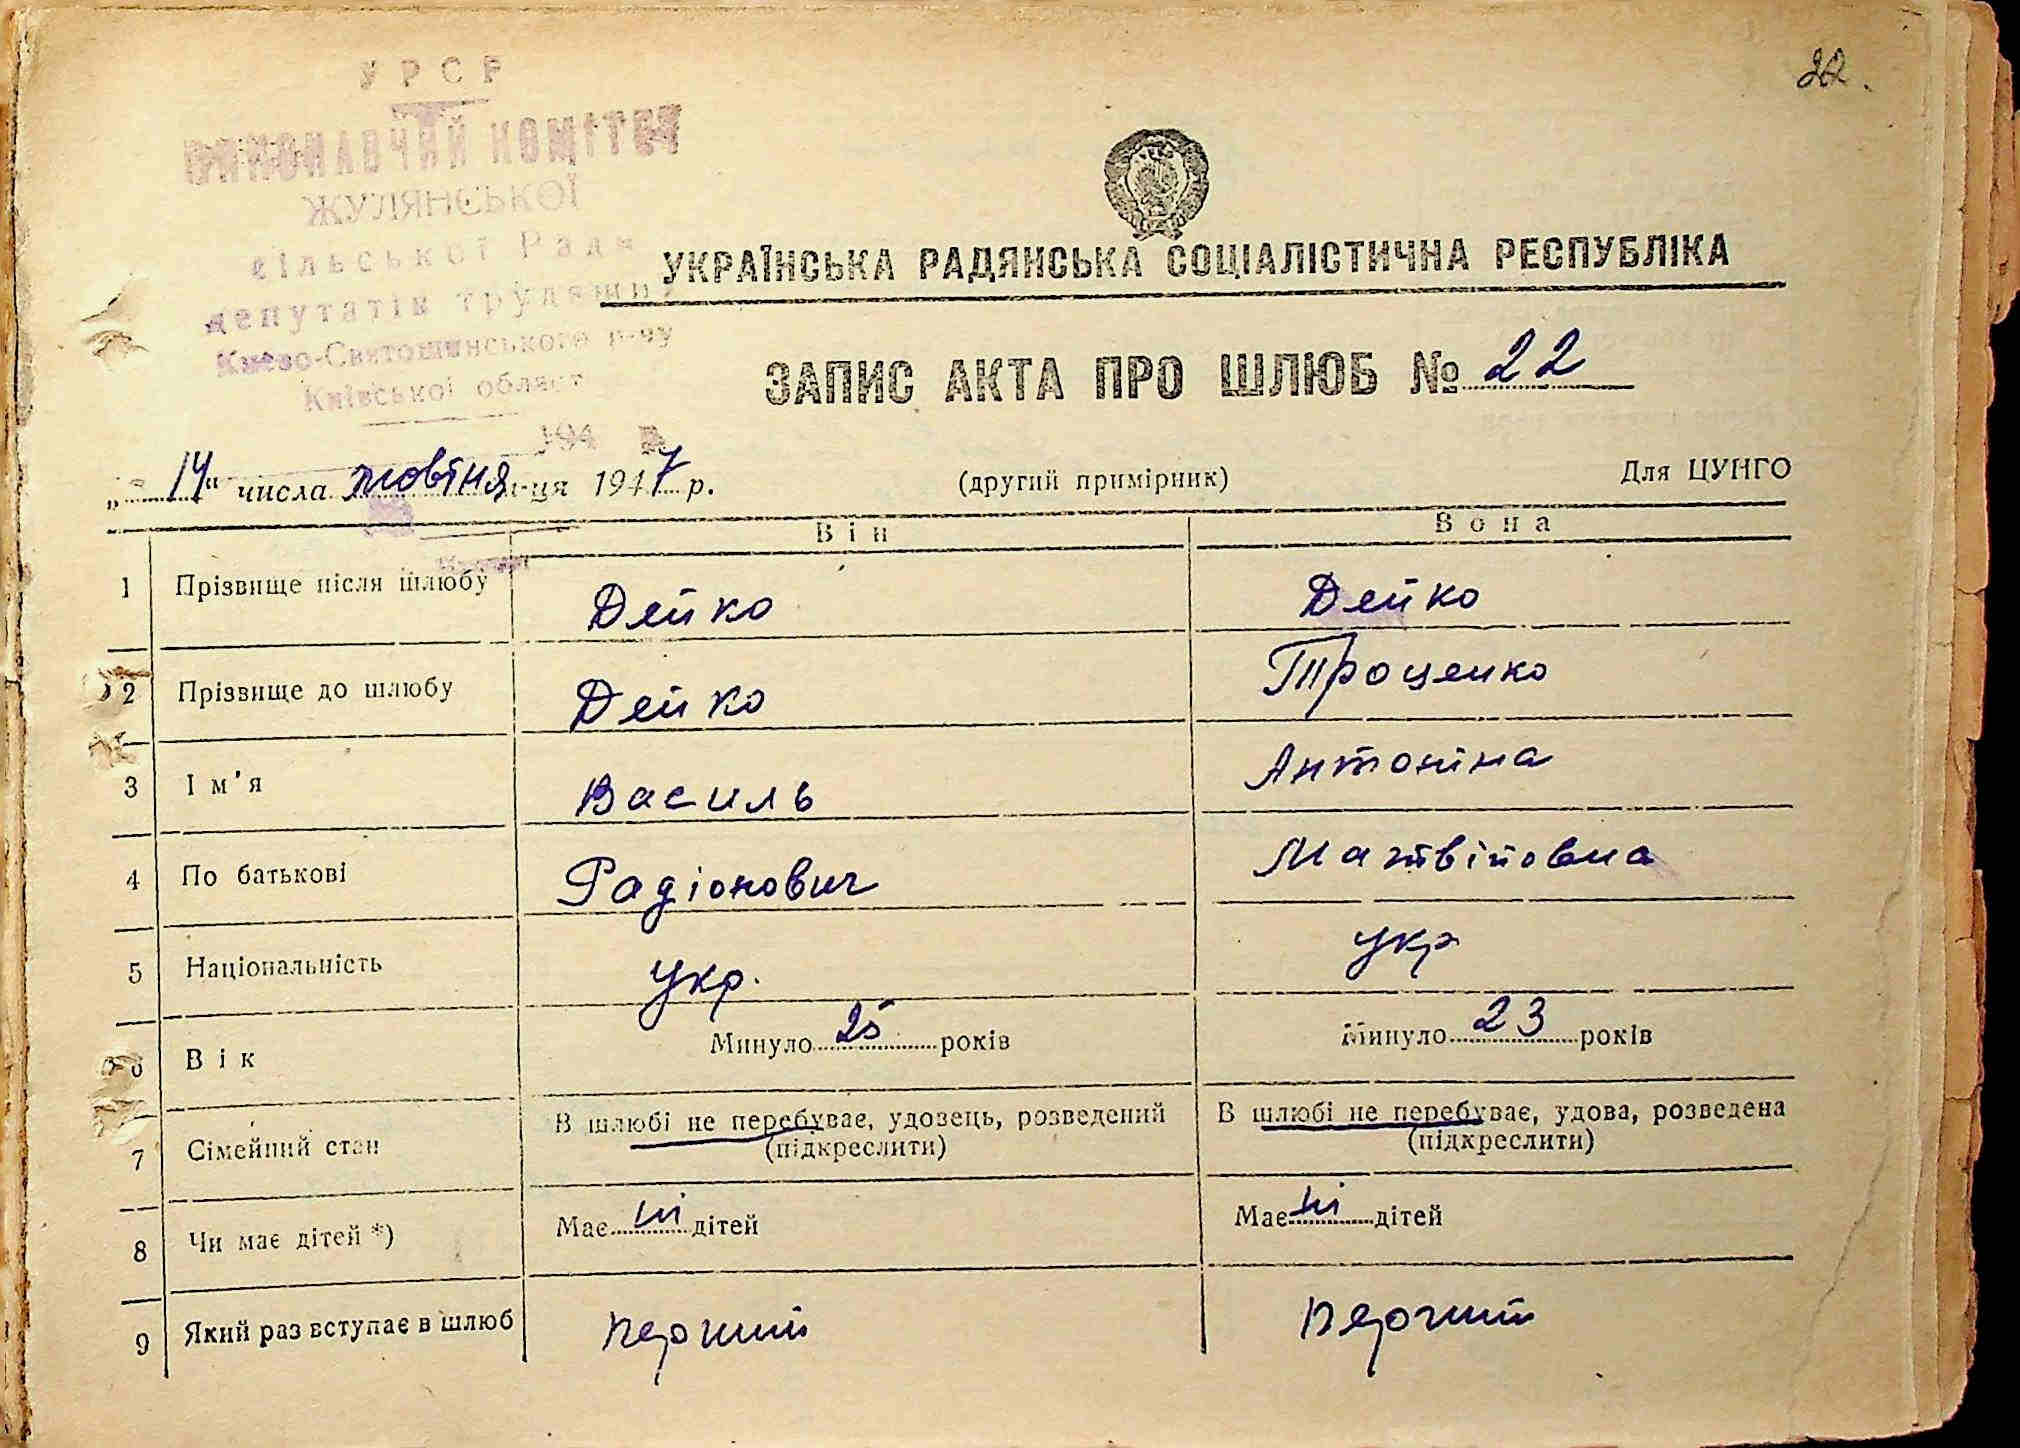 22.
УРСР
ВИКОНАВЧИЙ КОМІТЕТ
ЖУЛЯНСЬКОЇ
сільської Ради
депутатів трудящих
Києво-Святошинського р-ну
Київської област
194 р.
УКРАЇНСЬКА РАДЯНСЬКА СОЦІАЛІСТИЧНА РЕСПУБЛІКА
ЗАПИС АКТА ПРО ШЛЮБ № 22
„14“ числа жовтня м-ця 1947 р. (другий примірник) Для ЦУНГО
Він Вона
1 Прізвище після шлюбу Дейко Дейко
2 Прізвище до шлюбу Дейко Троценко
3 Ім'я Василь Антоніна
4 По батькові Радіонович Матвіївна
5 Національність укр. укр
6 Вік Минуло 25 років Минуло 23 років
7 Сімейний стан В шлюбі не перебуває, удовець, розведений В шлюбі не перебуває, удова, розведена
(підкреслити) (підкреслити)
8 Чи має дітей *) Має ні дітей Має ні дітей
9 Який раз вступає в шлюб перший перший